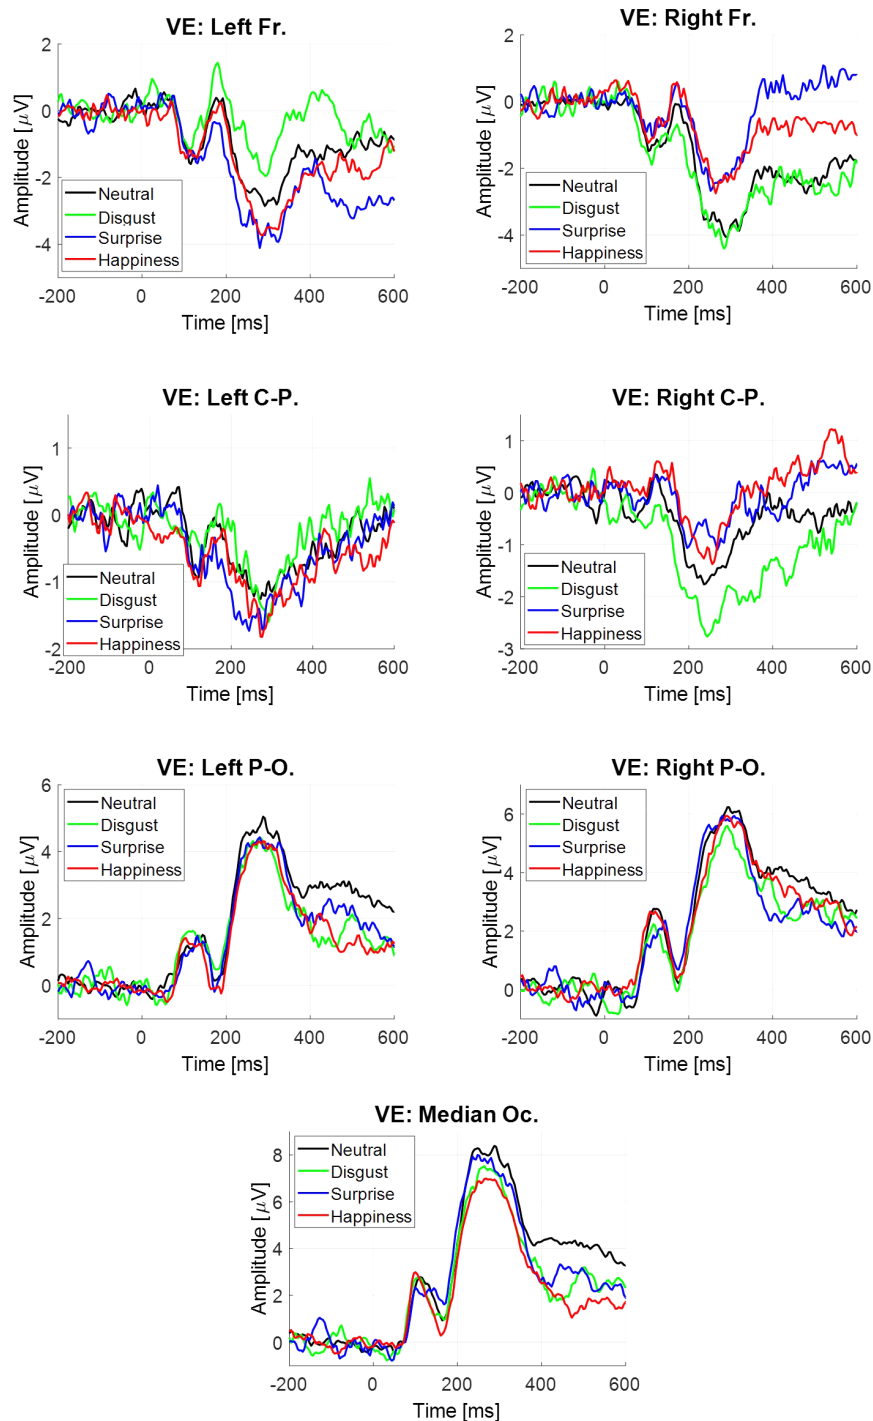 VE: Left Fr.
Amplitude [μV]
2
0
-2
-4
Neutral
Disgust
Surprise
Happiness
-200 0 200 400 600
Time [ms]
VE: Right Fr.
Amplitude [μV]
2
0
-2
-4
Neutral
Disgust
Surprise
Happiness
-200 0 200 400 600
Time [ms]
VE: Left C-P.
Amplitude [μV]
1
0
-1
-2
Neutral
Disgust
Surprise
Happiness
-200 0 200 400 600
Time [ms]
VE: Right C-P.
Amplitude [μV]
1
0
-1
-2
-3
Neutral
Disgust
Surprise
Happiness
-200 0 200 400 600
Time [ms]
VE: Left P-O.
Amplitude [μV]
6
4
2
0
Neutral
Disgust
Surprise
Happiness
-200 0 200 400 600
Time [ms]
VE: Right P-O.
Amplitude [μV]
6
4
2
0
Neutral
Disgust
Surprise
Happiness
-200 0 200 400 600
Time [ms]
VE: Median Oc.
Amplitude [μV]
8
6
4
2
0
Neutral
Disgust
Surprise
Happiness
-200 0 200 400 600
Time [ms]